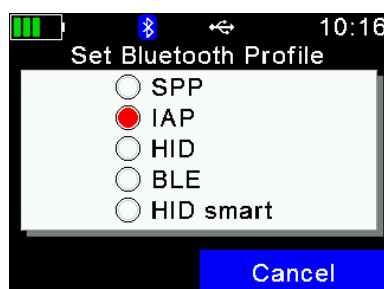 10:16
Set Bluetooth Profile
SPP
IAP
HID
BLE
HID smart
Cancel